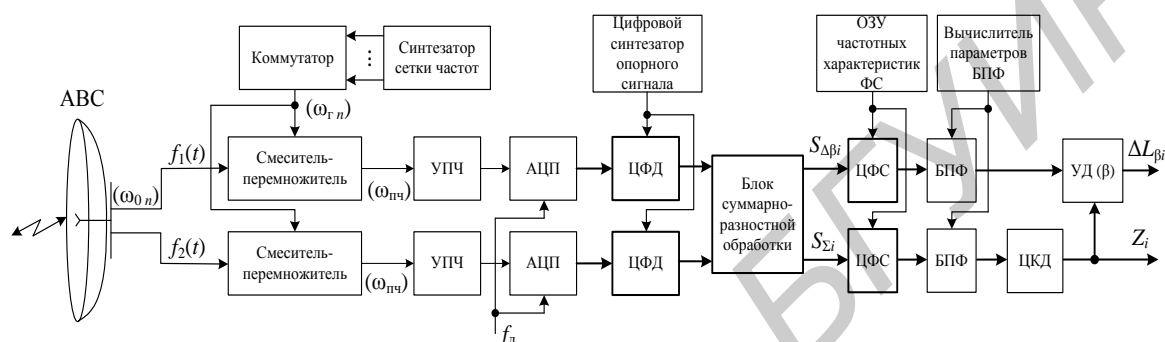 Коммутатор
Синтезатор
сетки частот
Цифровой
синтезатор
опорного
сигнала
ОЗУ
частотных
характеристик
ФС
Вычислитель
параметров
БПФ
АВС
(ω₀ n)
f₁(t)
f₂(t)
(ωг n)
Смеситель-
перемножитель
(ωпч)
УПЧ
АЦП
ЦФД
Блок
суммарно-
разностной
обработки
SΔβi
ЦФС
БПФ
УД (β)
ΔLβi
Смеситель-
перемножитель
(ωпч)
УПЧ
АЦП
ЦФД
SΣi
ЦФС
БПФ
ЦКД
Zi
fд
БГУИР